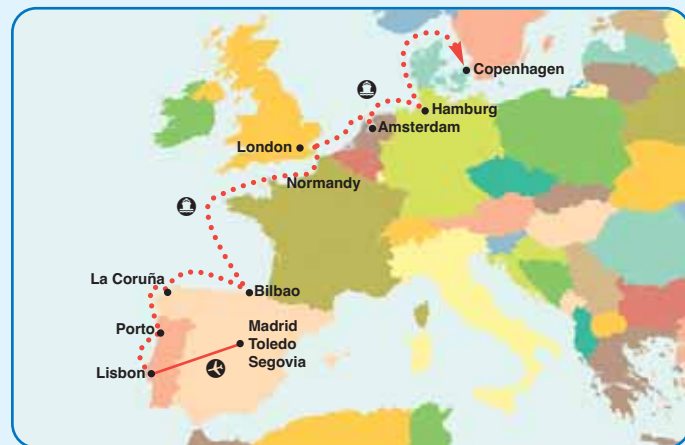 Copenhagen
Hamburg
Amsterdam
London
Normandy
La Coruña
Bilbao
Porto
Madrid
Toledo
Segovia
Lisbon